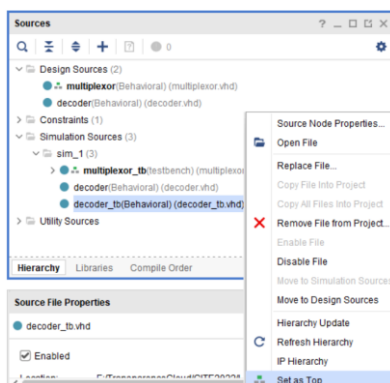 Sources
0
Design Sources (2)
multiplexor(Behavioral) (multiplexor.vhd)
decoder(Behavioral) (decoder.vhd)
Constraints (1)
Simulation Sources (3)
sim_1 (3)
multiplexor_tb(testbench) (multiplexo
decoder(Behavioral) (decoder.vhd)
decoder_tb(Behavioral) (decoder_tb.vhd)
Utility Sources
Hierarchy Libraries Compile Order
Source File Properties
decoder_tb.vhd
Enabled
Source Node Properties...
Open File
Replace File...
Copy File Into Project
Copy All Files Into Project
Remove File from Project...
Enable File
Disable File
Move to Simulation Sources
Move to Design Sources
Hierarchy Update
Refresh Hierarchy
IP Hierarchy
Set as Top